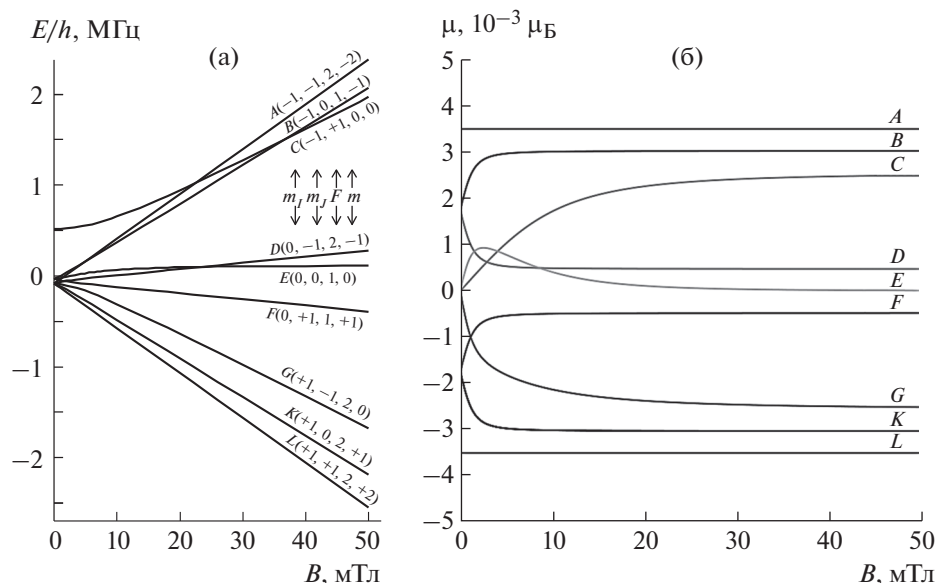 E/h, МГц
(а)
2
1
0
−1
−2
0
10
20
30
40
50
B, мТл
A(−1, −1, 2, −2)
B(−1, 0, 1, −1)
C(−1, +1, 0, 0)
m_I m_J F m
D(0, −1, 2, −1)
E(0, 0, 1, 0)
F(0, +1, 1, +1)
G(+1, −1, 2, 0)
K(+1, 0, 2, +1)
L(+1, +1, 2, +2)
μ, 10⁻³ μ_Б
(б)
5
4
3
2
1
0
−1
−2
−3
−4
−5
0
10
20
30
40
50
B, мТл
A
B
C
D
E
F
G
K
L